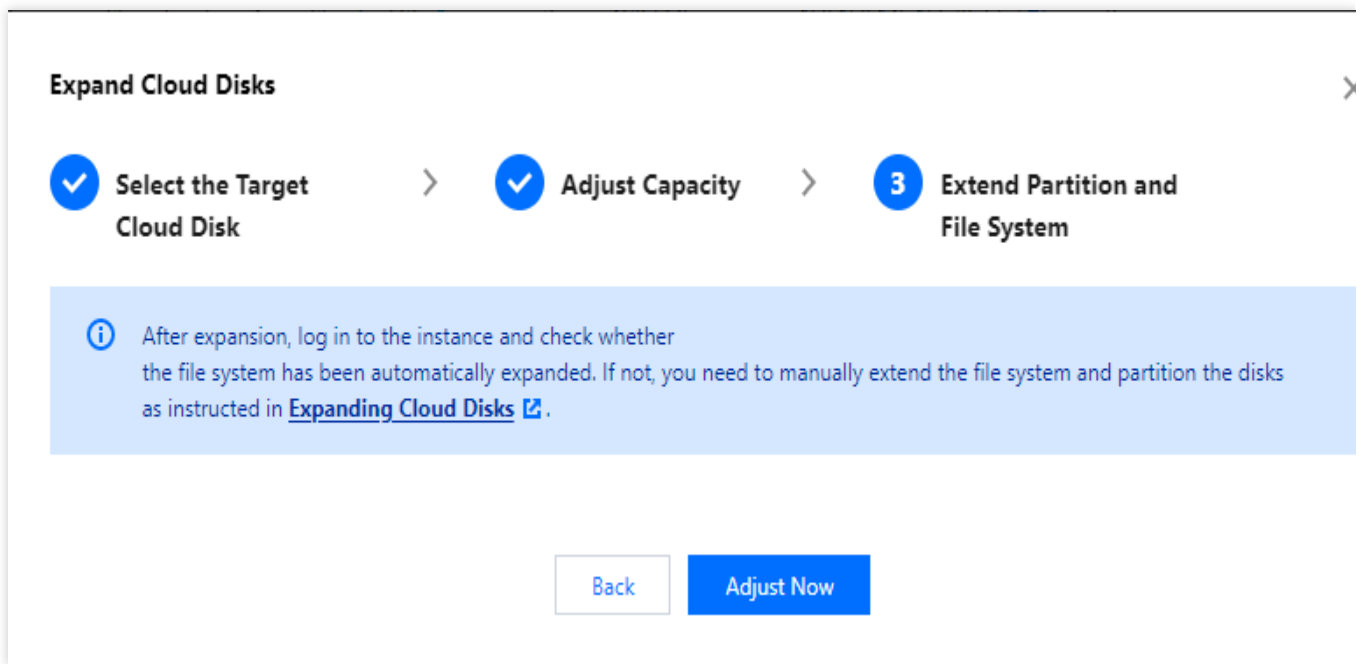 Expand Cloud Disks
Select the Target
Cloud Disk
Adjust Capacity
3
Extend Partition and
File System
After expansion, log in to the instance and check whether
the file system has been automatically expanded. If not, you need to manually extend the file system and partition the disks
as instructed in Expanding Cloud Disks .
Back
Adjust Now